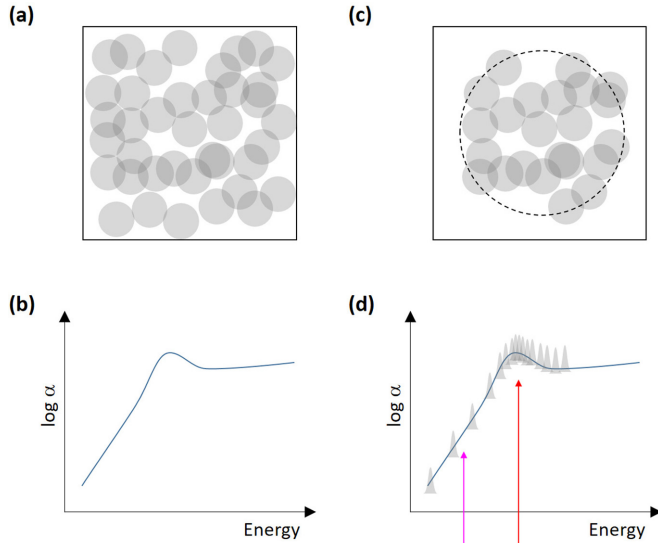 (a)
(c)
(b)
log α
Energy
(d)
log α
Energy